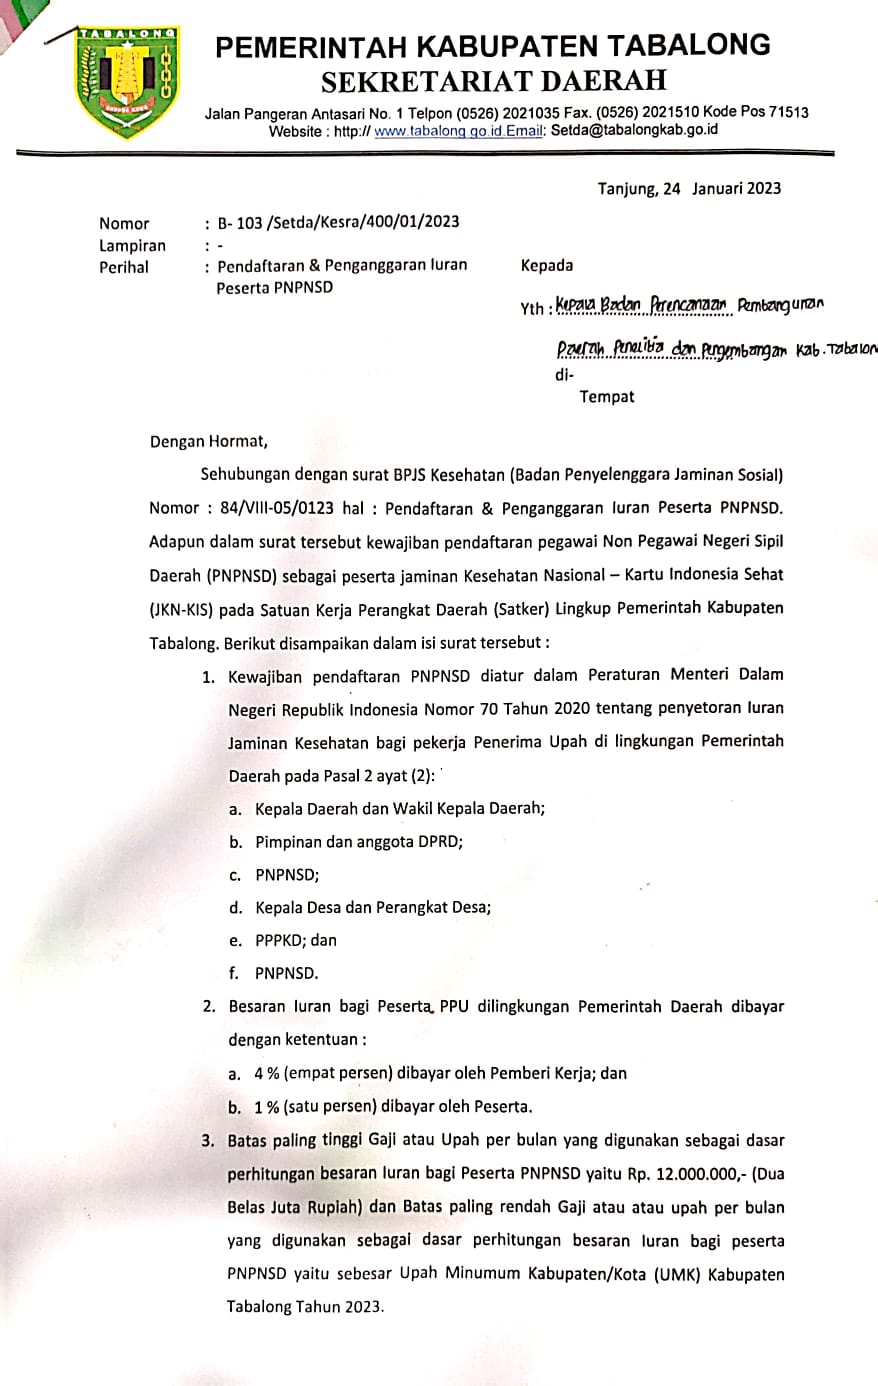 TABALONG
PEMERINTAH KABUPATEN TABALONG
SEKRETARIAT DAERAH
Jalan Pangeran Antasari No. 1 Telpon (0526) 2021035 Fax. (0526) 2021510 Kode Pos 71513
Website : http:// www.tabalong.go.id.Email: Setda@tabalongkab.go.id
Tanjung, 24 Januari 2023
Nomor : B- 103 /Setda/Kesra/400/01/2023
Lampiran : -
Perihal : Pendaftaran & Penganggaran Iuran
Peserta PNPNSD
Kepada
Yth : Kepala Badan Perencanaan Pembangunan
Daerah Penelitia dan Pengembangan Kab. Tabalon
di-
Tempat
Dengan Hormat,
Sehubungan dengan surat BPJS Kesehatan (Badan Penyelenggara Jaminan Sosial)
Nomor : 84/VIII-05/0123 hal : Pendaftaran & Penganggaran Iuran Peserta PNPNSD.
Adapun dalam surat tersebut kewajiban pendaftaran pegawai Non Pegawai Negeri Sipil
Daerah (PNPNSD) sebagai peserta jaminan Kesehatan Nasional – Kartu Indonesia Sehat
(JKN-KIS) pada Satuan Kerja Perangkat Daerah (Satker) Lingkup Pemerintah Kabupaten
Tabalong. Berikut disampaikan dalam isi surat tersebut :
1. Kewajiban pendaftaran PNPNSD diatur dalam Peraturan Menteri Dalam
Negeri Republik Indonesia Nomor 70 Tahun 2020 tentang penyetoran Iuran
Jaminan Kesehatan bagi pekerja Penerima Upah di lingkungan Pemerintah
Daerah pada Pasal 2 ayat (2):
a. Kepala Daerah dan Wakil Kepala Daerah;
b. Pimpinan dan anggota DPRD;
c. PNPNSD;
d. Kepala Desa dan Perangkat Desa;
e. PPPKD; dan
f. PNPNSD.
2. Besaran Iuran bagi Peserta PPU dilingkungan Pemerintah Daerah dibayar
dengan ketentuan :
a. 4 % (empat persen) dibayar oleh Pemberi Kerja; dan
b. 1 % (satu persen) dibayar oleh Peserta.
3. Batas paling tinggi Gaji atau Upah per bulan yang digunakan sebagai dasar
perhitungan besaran Iuran bagi Peserta PNPNSD yaitu Rp. 12.000.000,- (Dua
Belas Juta Rupiah) dan Batas paling rendah Gaji atau atau upah per bulan
yang digunakan sebagai dasar perhitungan besaran Iuran bagi peserta
PNPNSD yaitu sebesar Upah Minumum Kabupaten/Kota (UMK) Kabupaten
Tabalong Tahun 2023.